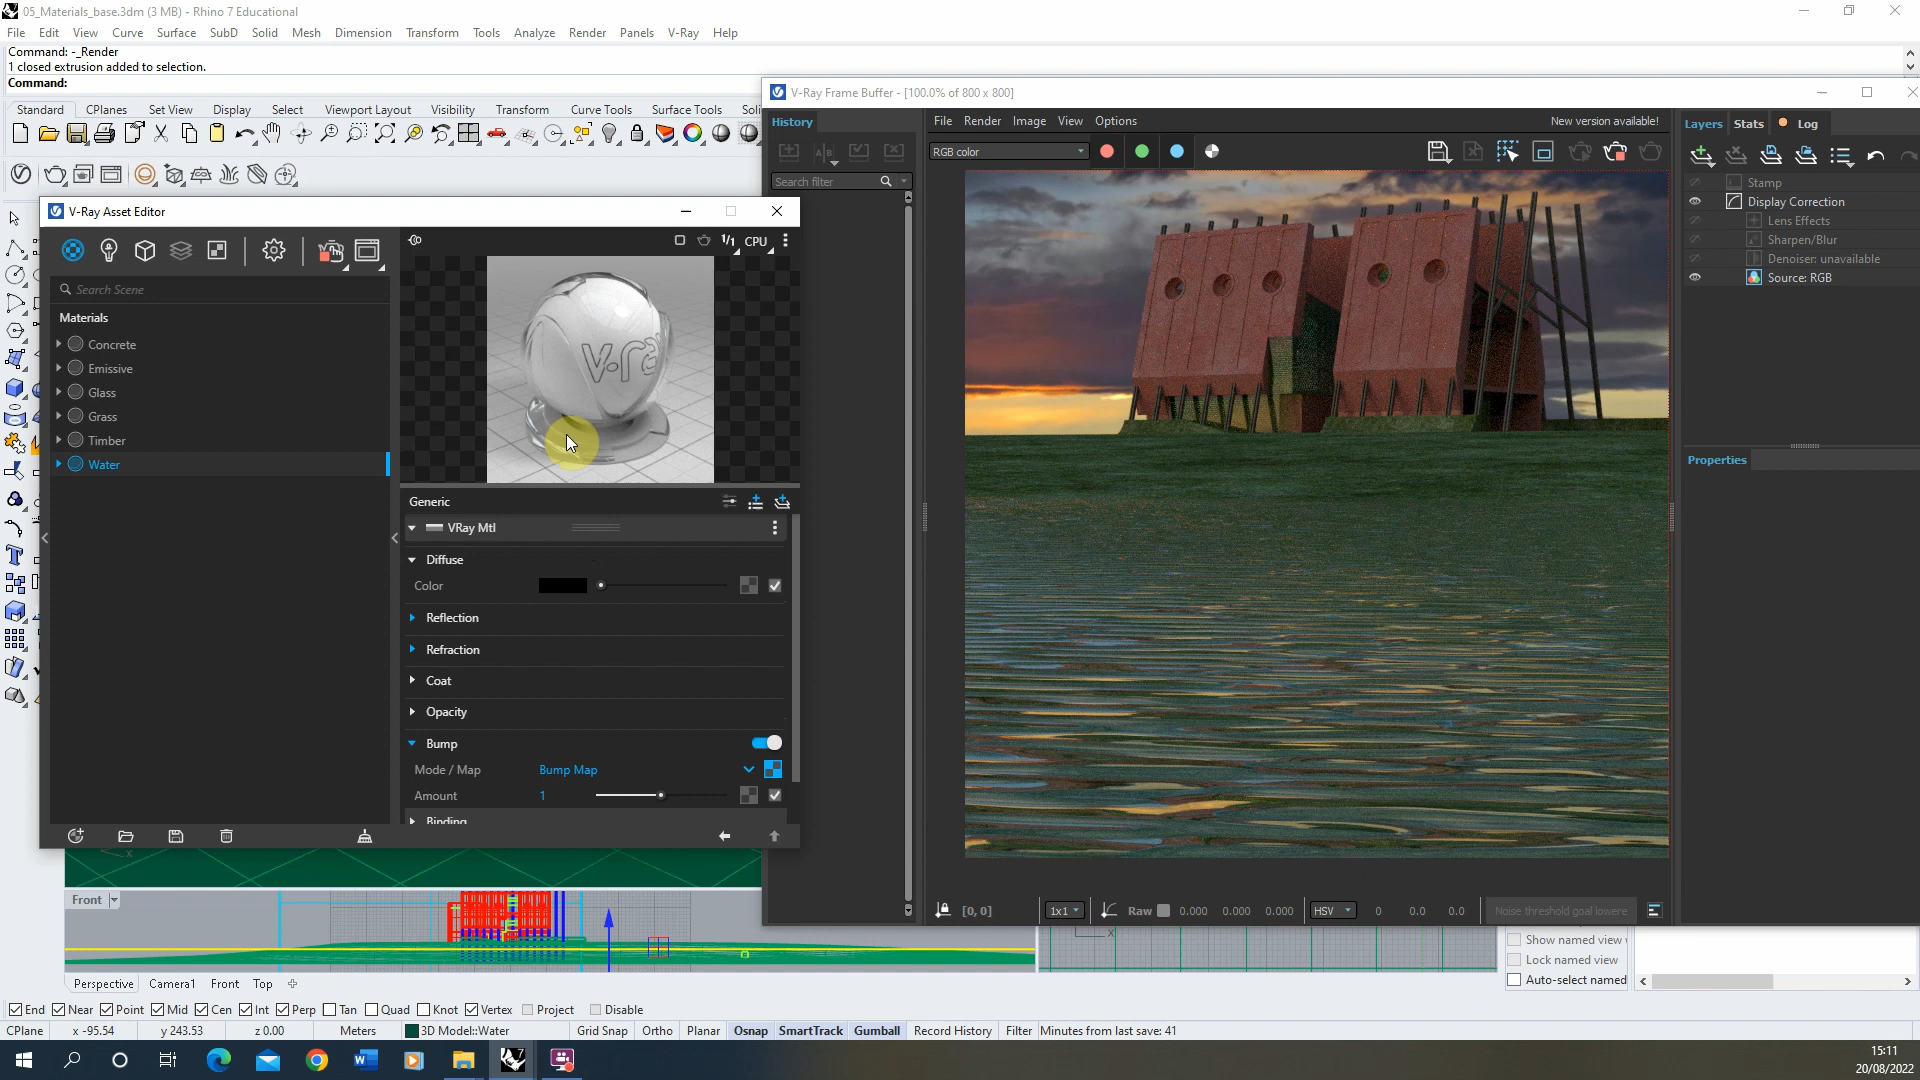 05_Materials_base.3dm (3 MB) - Rhino 7 Educational
File Edit View Curve Surface SubD Solid Mesh Dimension Transform Tools Analyze Render Panels V-Ray Help
Command: -_Render
1 closed extrusion added to selection.
Command:
Standard CPlanes Set View Display Select Viewport Layout Visibility Transform Curve Tools Surface Tools
V-Ray Frame Buffer - [100.0% of 800 x 800]
History
File Render Image View Options
New version available!
RGB color
Search filter
Layers Stats Log
Stamp
Display Correction
Lens Effects
Sharpen/Blur
Denoiser: unavailable
Source: RGB
Properties
V-Ray Asset Editor
1/1 CPU
Search Scene
Materials
Concrete
Emissive
Glass
Grass
Timber
Water
Generic
VRay Mtl
Diffuse
Color
Reflection
Refraction
Coat
Opacity
Bump
Mode / Map Bump Map
Amount 1
Binding
[0, 0] 1x1 Raw 0.000 0.000 0.000 HSV 0 0.0 0.0 Noise threshold goal lowere
Front
Show named view
Lock named view
Auto-select named
Perspective Camera1 Front Top
End Near Point Mid Cen Int Perp Tan Quad Knot Vertex Project Disable
CPlane x -95.54 y 243.53 z 0.00 Meters 3D Model::Water Grid Snap Ortho Planar Osnap SmartTrack Gumball Record History Filter Minutes from last save: 41
15:11
20/08/2022